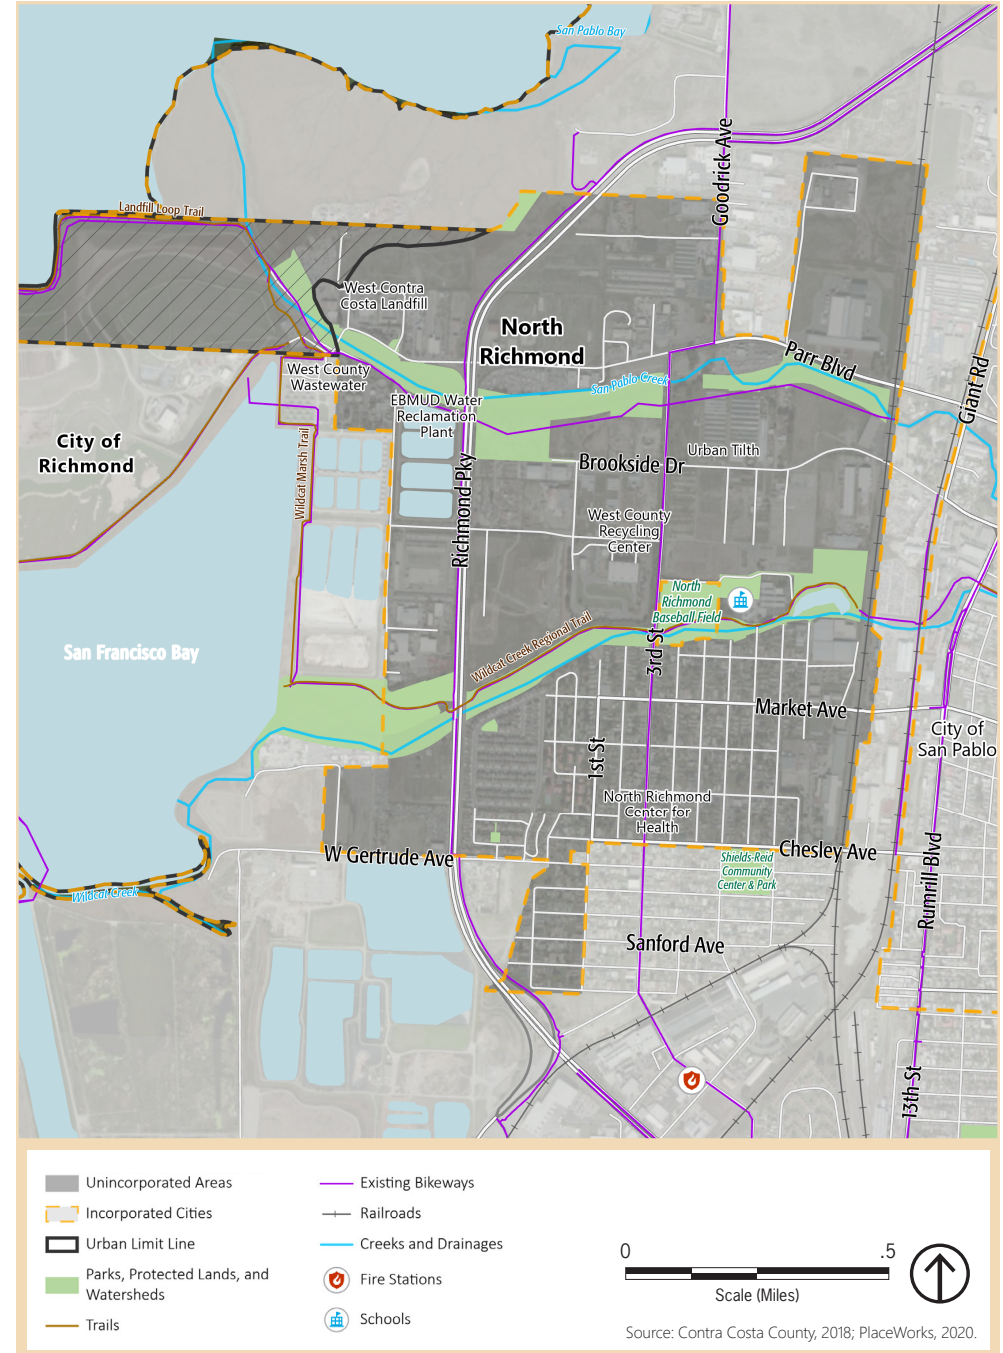 San Pablo Bay
Goodrick Ave
Landfill Loop Trail
West Contra
Costa Landfill
North
Richmond
Parr Blvd
Giant Rd
West County
Wastewater
San Pablo Creek
EBMUD Water
Reclamation
Plant
City of
Richmond
Wildcat Marsh Trail
Richmond Pky
Brookside Dr
Urban Tilth
West County
Recycling
Center
North
Richmond
Baseball Field
Wildcat Creek Regional Trail
3rd St
San Francisco Bay
Market Ave
City of
San Pablo
1st St
North Richmond
Center for
Health
W Gertrude Ave
Chesley Ave
Shields-Reid
Community
Center & Park
Rumrill Blvd
Wildcat Creek
Sanford Ave
13th St
Unincorporated Areas
Incorporated Cities
Urban Limit Line
Parks, Protected Lands, and
Watersheds
Trails
Existing Bikeways
Railroads
Creeks and Drainages
Fire Stations
Schools
0 .5
Scale (Miles)
Source: Contra Costa County, 2018; PlaceWorks, 2020.